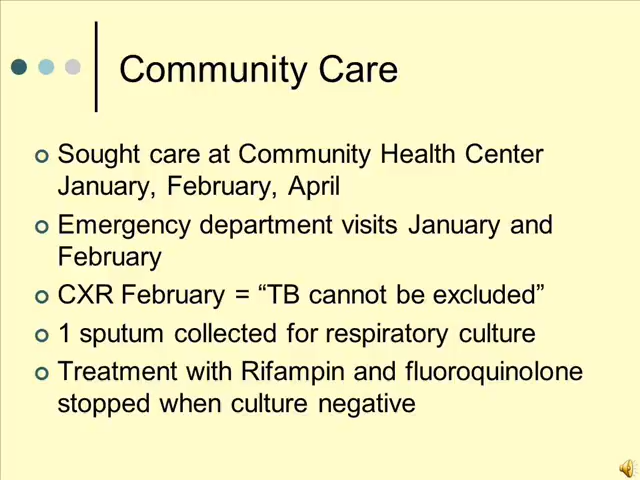 Community Care
Sought care at Community Health Center
January, February, April
Emergency department visits January and
February
CXR February = “TB cannot be excluded”
1 sputum collected for respiratory culture
Treatment with Rifampin and fluoroquinolone
stopped when culture negative